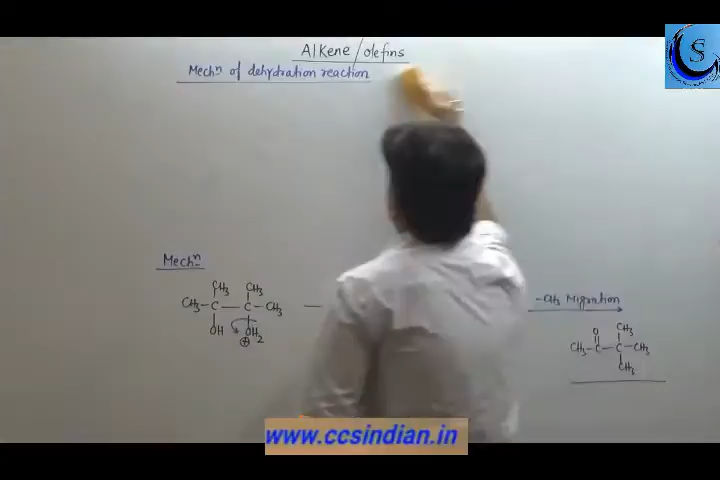 Alkene/olefins
Mechⁿ of dehydration reaction
S
Mechⁿ
CH3 CH3
CH3-C-C-CH3
OH OH2
⊕
-CH3 Migration
O CH3
CH3-C-C-CH3
CH3
www.ccsindian.in